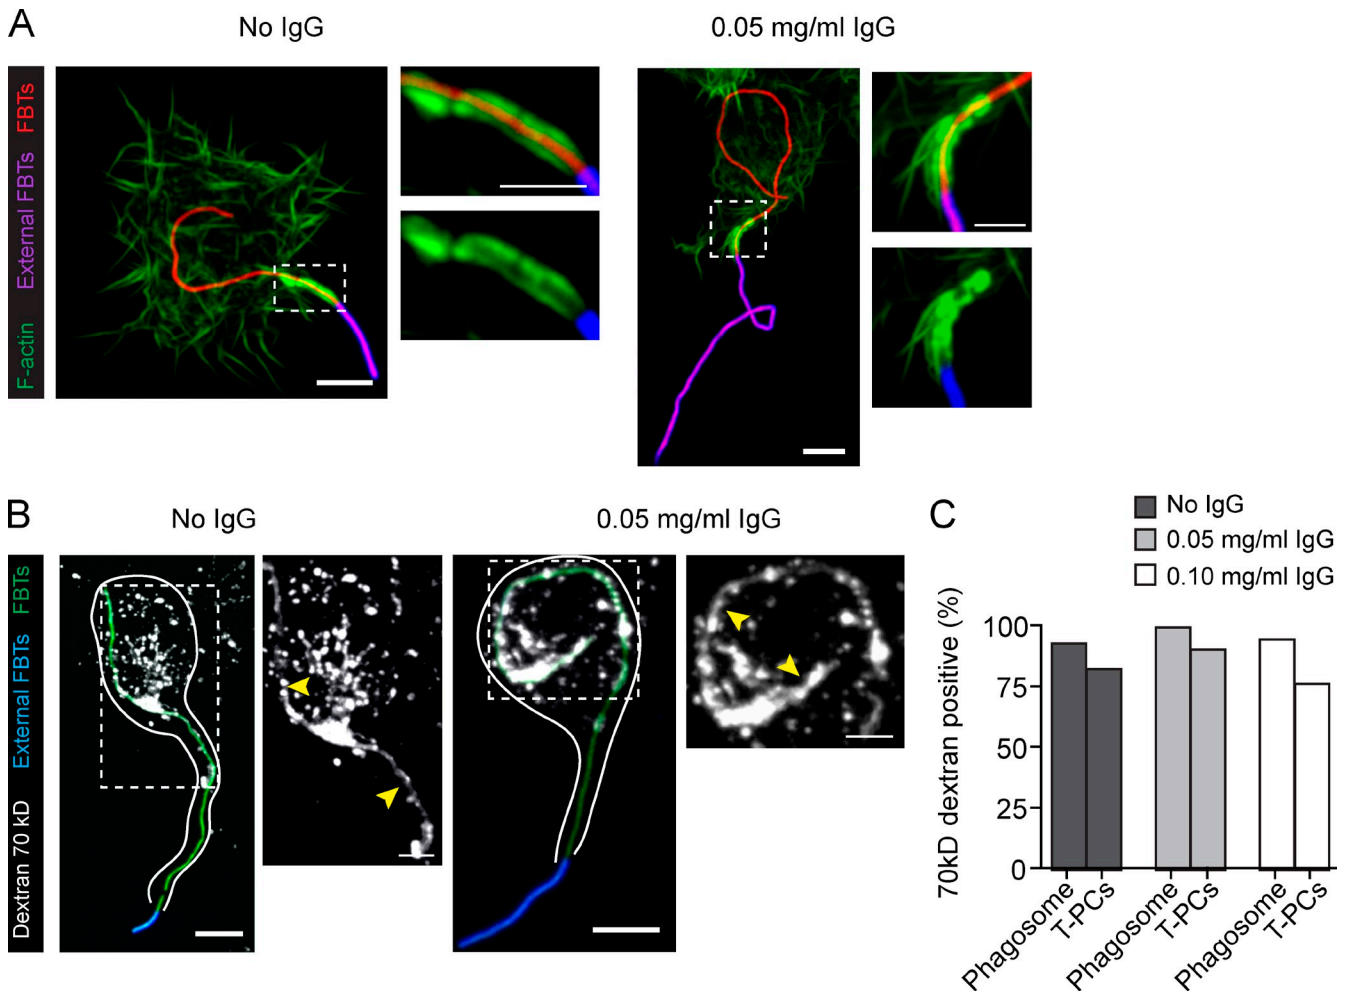 A
No IgG
0.05 mg/ml IgG
F-actin External FBTs FBTs
B
No IgG
0.05 mg/ml IgG
Dextran 70 kD External FBTs FBTs
C
No IgG
0.05 mg/ml IgG
0.10 mg/ml IgG
70kD dextran positive (%)
100
75
50
25
0
Phagosome
T-PCs
Phagosome
T-PCs
Phagosome
T-PCs